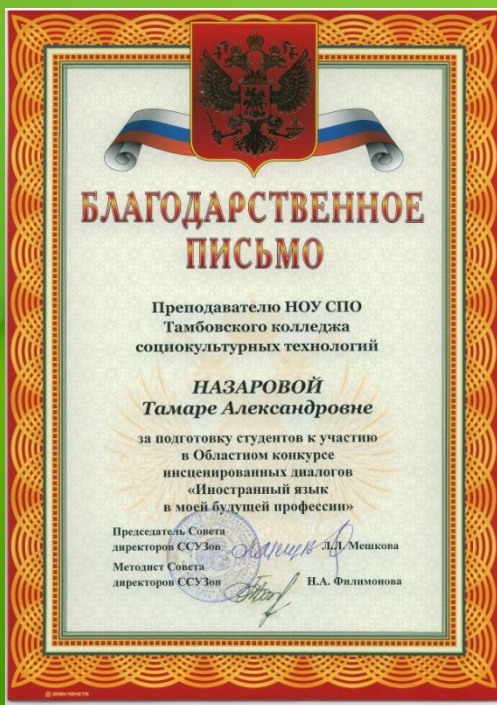 БЛАГОДАРСТВЕННОЕ
ПИСЬМО
Преподавателю НОУ СПО
Тамбовского колледжа
социокультурных технологий
НАЗАРОВОЙ
Тамаре Александровне
за подготовку студентов к участию
в Областном конкурсе
инсценированных диалогов
«Иностранный язык
в моей будущей профессии»
Председатель Совета
директоров ССУЗов Л.Л. Мешкова
Методист Совета
директоров ССУЗов Н.А. Филимонова